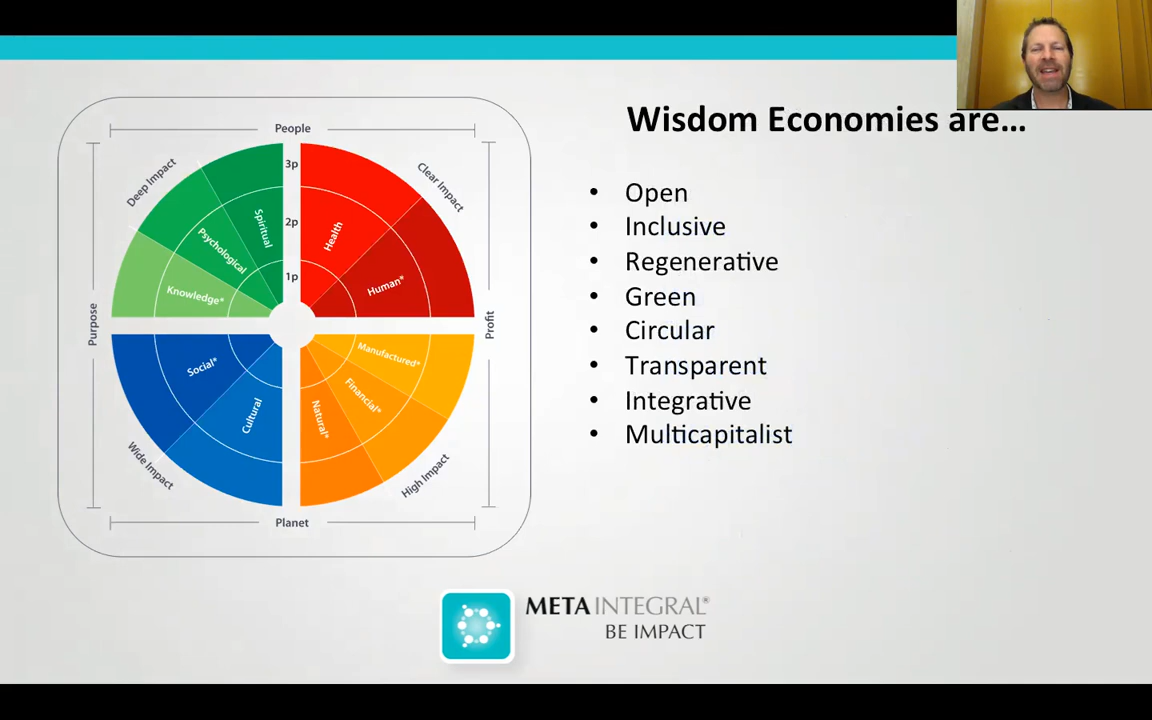 People
Deep Impact
Clear Impact
3p
2p
1p
Spiritual
Psychological
Knowledge*
Health
Human*
Purpose
Profit
Social*
Cultural
Manufactured*
Financial*
Natural*
Wide Impact
High Impact
Planet
Wisdom Economies are...
• Open
• Inclusive
• Regenerative
• Green
• Circular
• Transparent
• Integrative
• Multicapitalist
METAINTEGRAL®
BE IMPACT